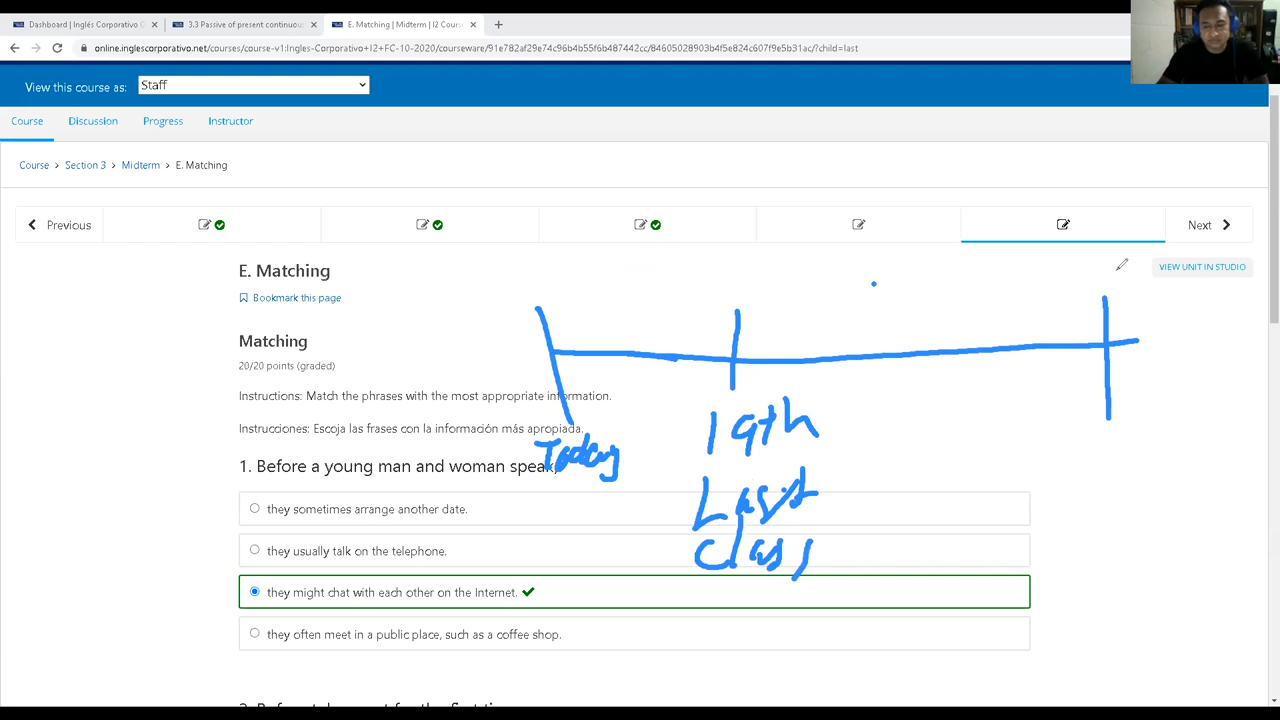 Dashboard | Inglés Corporativo
3.3 Passive of present continuous
E. Matching | Midterm | I2 Cours
online.inglescorporativo.net/courses/course-v1:Ingles-Corporativo+I2+FC-10-2020/courseware/91e782af29e74c96b4b55f6b487442cc/84605028903b4f5e824c607f9e5b31ac/?child=last
View this course as: Staff
Course Discussion Progress Instructor
Course > Section 3 > Midterm > E. Matching
Previous Next
E. Matching
VIEW UNIT IN STUDIO
Bookmark this page
Matching
20/20 points (graded)
Instructions: Match the phrases with the most appropriate information.
Instrucciones: Escoja las frases con la información más apropiada.
19th
Today
1. Before a young man and woman speak,
Last
they sometimes arrange another date.
class
they usually talk on the telephone.
they might chat with each other on the Internet.
they often meet in a public place, such as a coffee shop.